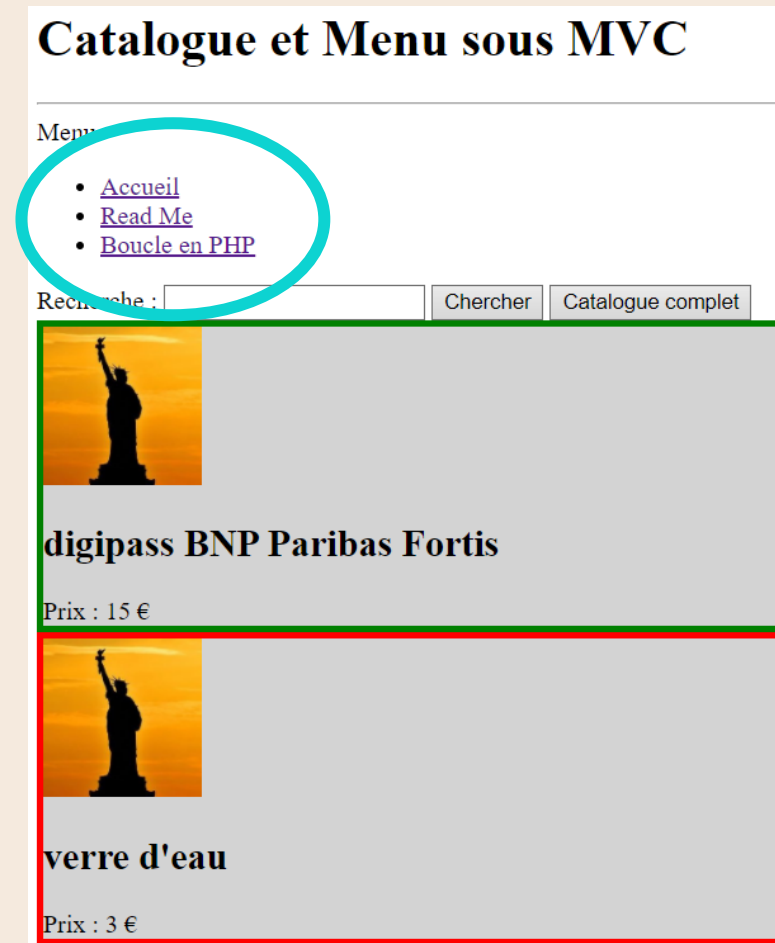 Catalogue et Menu sous MVC
Menu
Accueil
Read Me
Boucle en PHP
Recherche : Chercher Catalogue complet
digipass BNP Paribas Fortis
Prix : 15 €
verre d'eau
Prix : 3 €